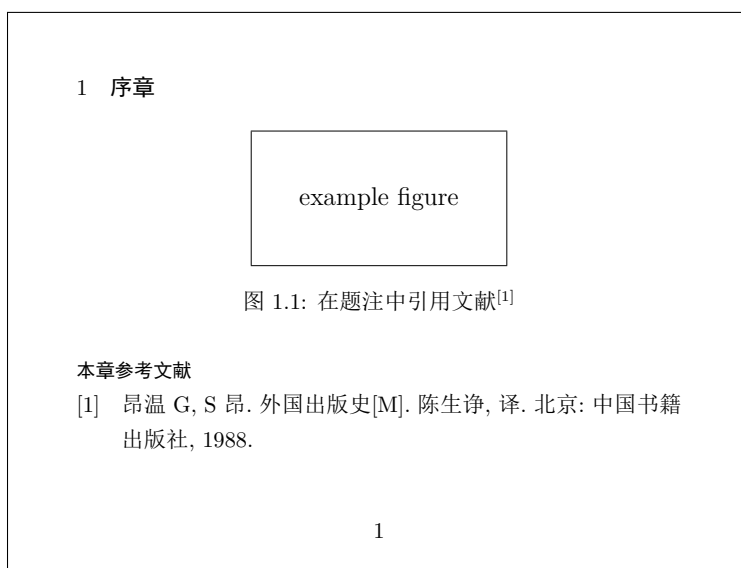 1 序章
example figure
图 1.1: 在题注中引用文献[1]
本章参考文献
[1] 昂温 G, S 昂. 外国出版史[M]. 陈生诤, 译. 北京: 中国书籍
出版社, 1988.
1